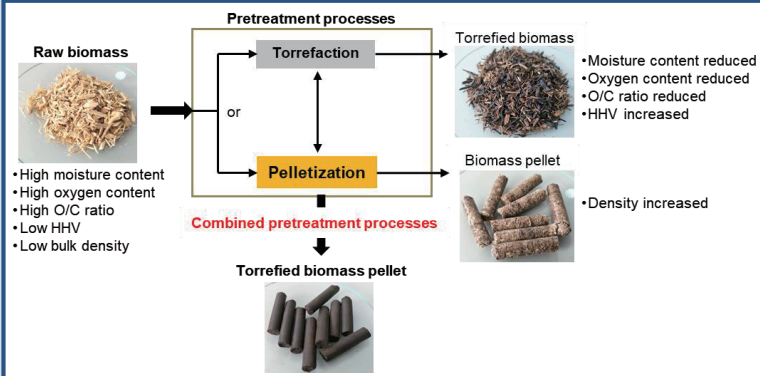 Pretreatment processes
Raw biomass
•High moisture content
•High oxygen content
•High O/C ratio
•Low HHV
•Low bulk density
or
Torrefaction
Pelletization
Torrefied biomass
•Moisture content reduced
•Oxygen content reduced
•O/C ratio reduced
•HHV increased
Biomass pellet
•Density increased
Combined pretreatment processes
Torrefied biomass pellet